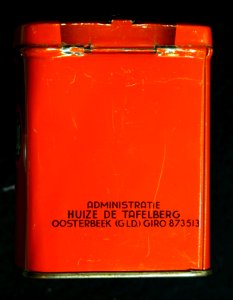 ADMINISTRATIE
HUIZE DE TAFELBERG
OOSTERBEEK (GLD) GIRO 873513